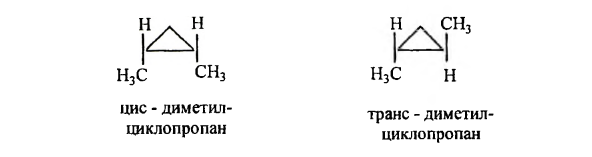 H H CH₃
H
H₃C CH₃ H₃C H
цис - диметил-
циклопропан
транс - диметил-
циклопропан